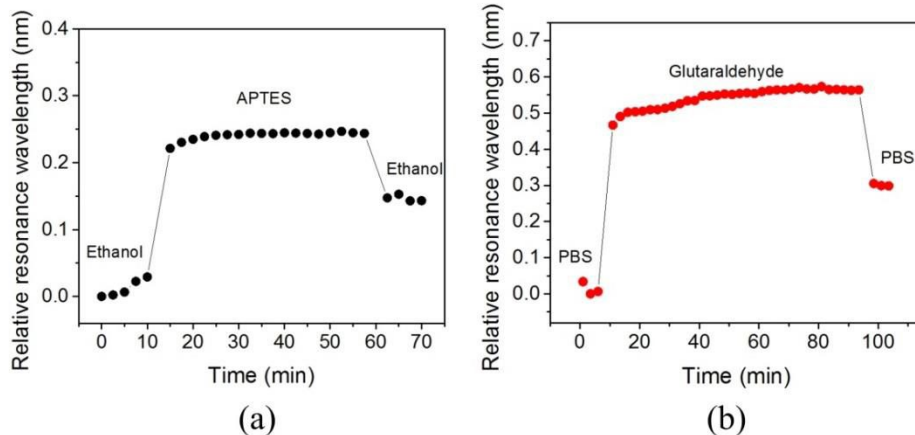 Relative resonance wavelength (nm)
0.4
0.3
0.2
0.1
0.0
APTES
Ethanol
Ethanol
0 10 20 30 40 50 60 70
Time (min)
(a)
Relative resonance wavelength (nm)
0.7
0.6
0.5
0.4
0.3
0.2
0.1
0.0
Glutaraldehyde
PBS
PBS
0 20 40 60 80 100
Time (min)
(b)